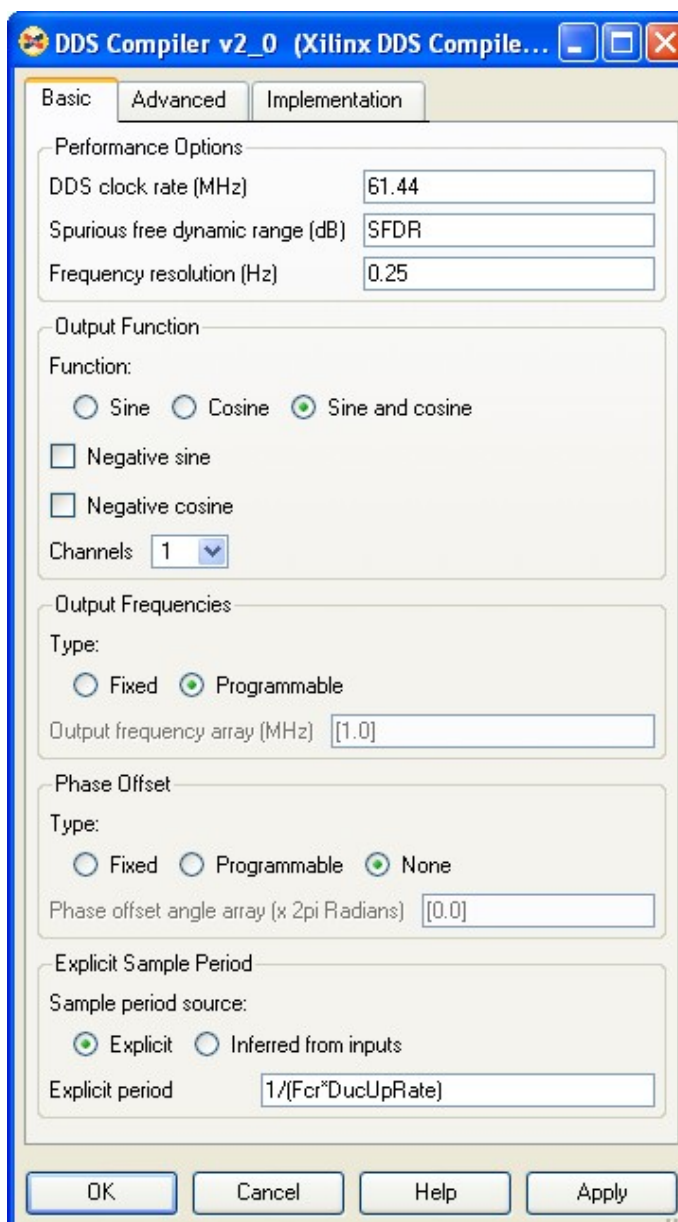 DDS Compiler v2_0 (Xilinx DDS Compile...
Basic Advanced Implementation
Performance Options
DDS clock rate (MHz) 61.44
Spurious free dynamic range (dB) SFDR
Frequency resolution (Hz) 0.25
Output Function
Function:
Sine Cosine Sine and cosine
Negative sine
Negative cosine
Channels 1
Output Frequencies
Type:
Fixed Programmable
Output frequency array (MHz) [1.0]
Phase Offset
Type:
Fixed Programmable None
Phase offset angle array (x 2pi Radians) [0.0]
Explicit Sample Period
Sample period source:
Explicit Inferred from inputs
Explicit period 1/(Fcr*DucUpRate)
OK Cancel Help Apply